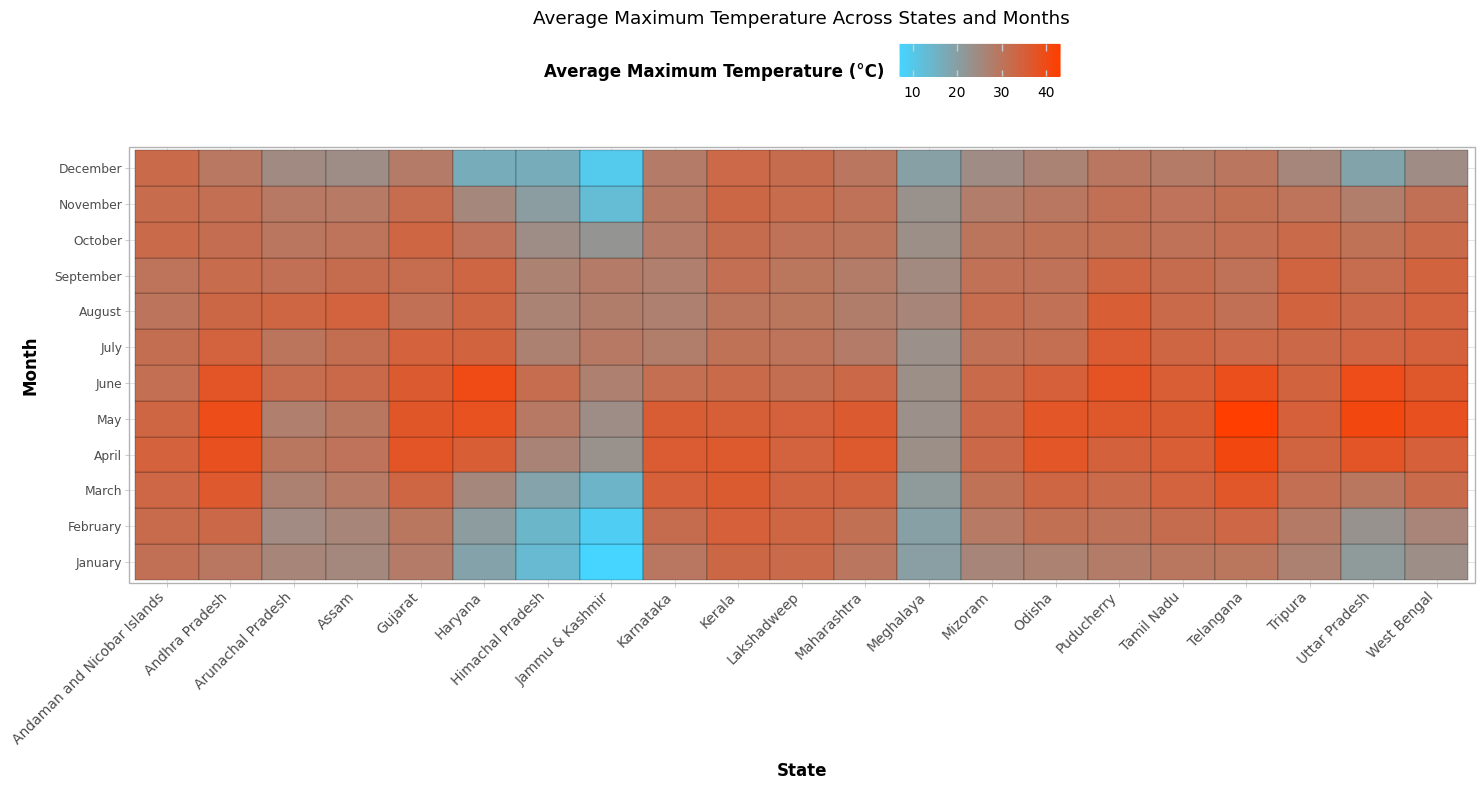 Average Maximum Temperature Across States and Months
Average Maximum Temperature (°C)
10 20 30 40
Month
December
November
October
September
August
July
June
May
April
March
February
January
Andaman and Nicobar Islands
Andhra Pradesh
Arunachal Pradesh
Assam
Gujarat
Haryana
Himachal Pradesh
Jammu & Kashmir
Karnataka
Kerala
Lakshadweep
Maharashtra
Meghalaya
Mizoram
Odisha
Puducherry
Tamil Nadu
Telangana
Tripura
Uttar Pradesh
West Bengal
State